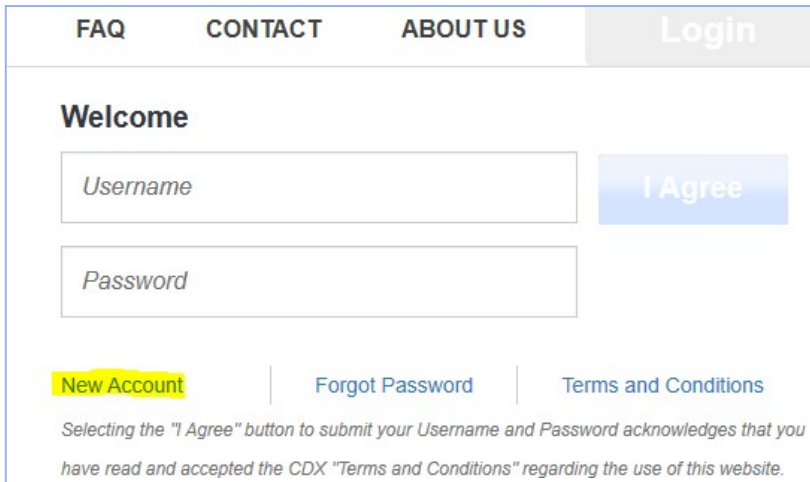 FAQ CONTACT ABOUT US Login
Welcome
Username I Agree
Password
New Account Forgot Password Terms and Conditions
Selecting the "I Agree" button to submit your Username and Password acknowledges that you
have read and accepted the CDX "Terms and Conditions" regarding the use of this website.